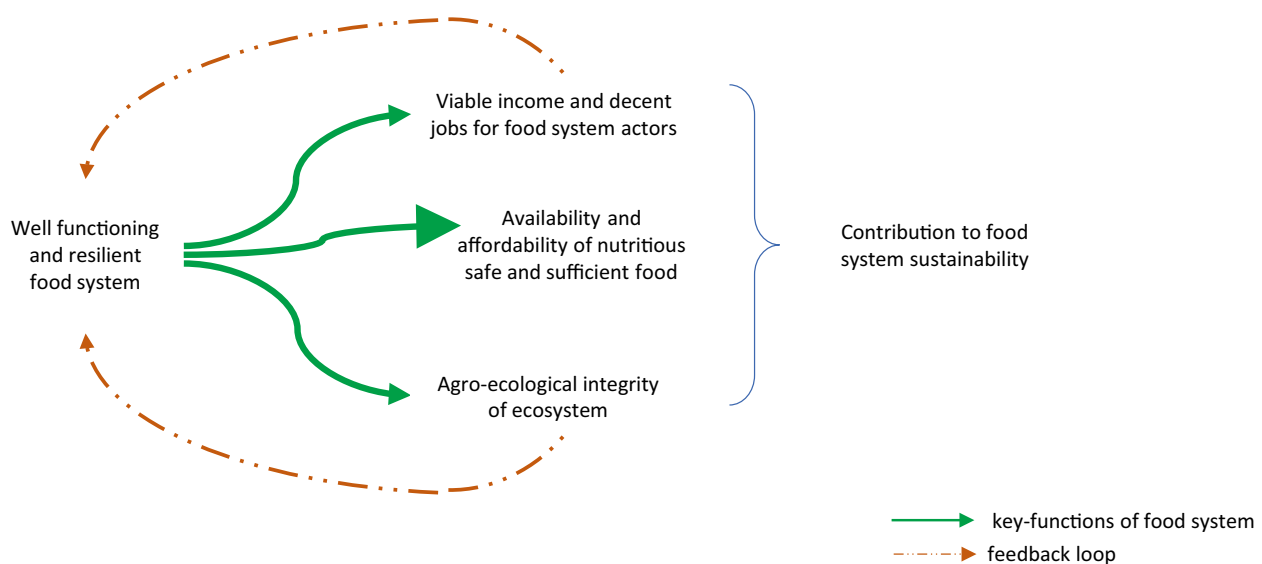 Viable income and decent
jobs for food system actors
Well functioning
and resilient
food system
Availability and
affordability of nutritious
safe and sufficient food
Contribution to food
system sustainability
Agro-ecological integrity
of ecosystem
key-functions of food system
feedback loop